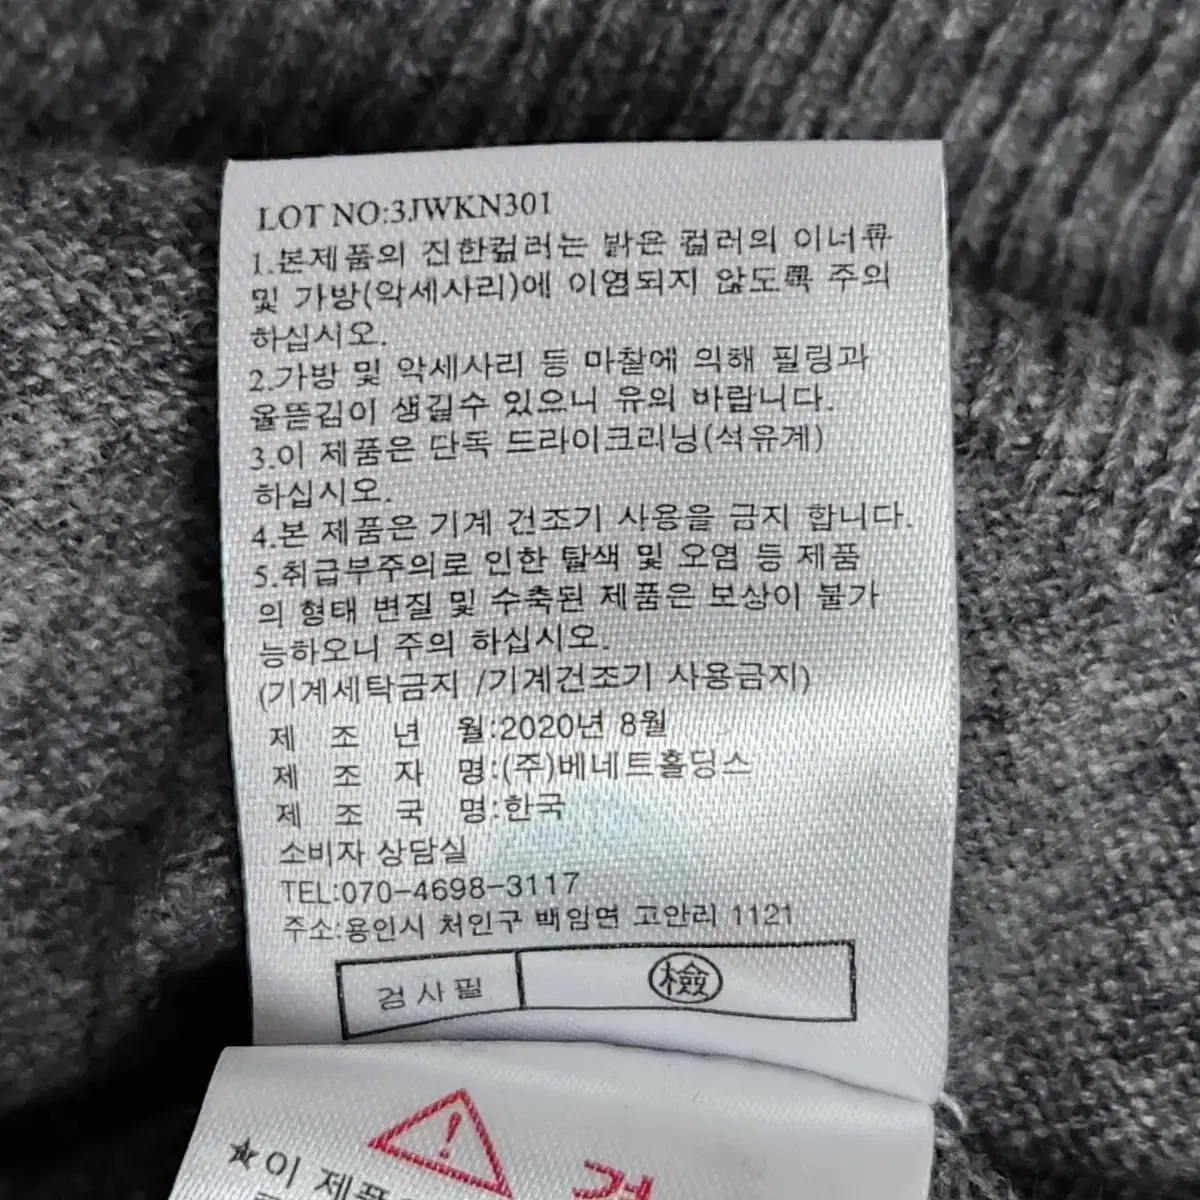 LOT NO:3JWKN301
1.본제품의 진한컬러는 밝은 컬러의 이너류
및 가방(악세사리)에 이염되지 않도록 주의
하십시오.
2.가방 및 악세사리 등 마찰에 의해 필링과
올뜯김이 생길수 있으니 유의 바랍니다.
3.이 제품은 단독 드라이크리닝(석유계)
하십시오.
4.본 제품은 기계 건조기 사용을 금지 합니다.
5.취급부주의로 인한 탈색 및 오염 등 제품
의 형태 변질 및 수축된 제품은 보상이 불가
능하오니 주의 하십시오.
(기계세탁금지 /기계건조기 사용금지)
제 조 년 월:2020년 8월
제 조 자 명:(주)베네트홀딩스
제 조 국 명:한국
소비자 상담실
TEL:070-4698-3117
주소:용인시 처인구 백암면 고안리 1121
검사필 檢
★이 제품